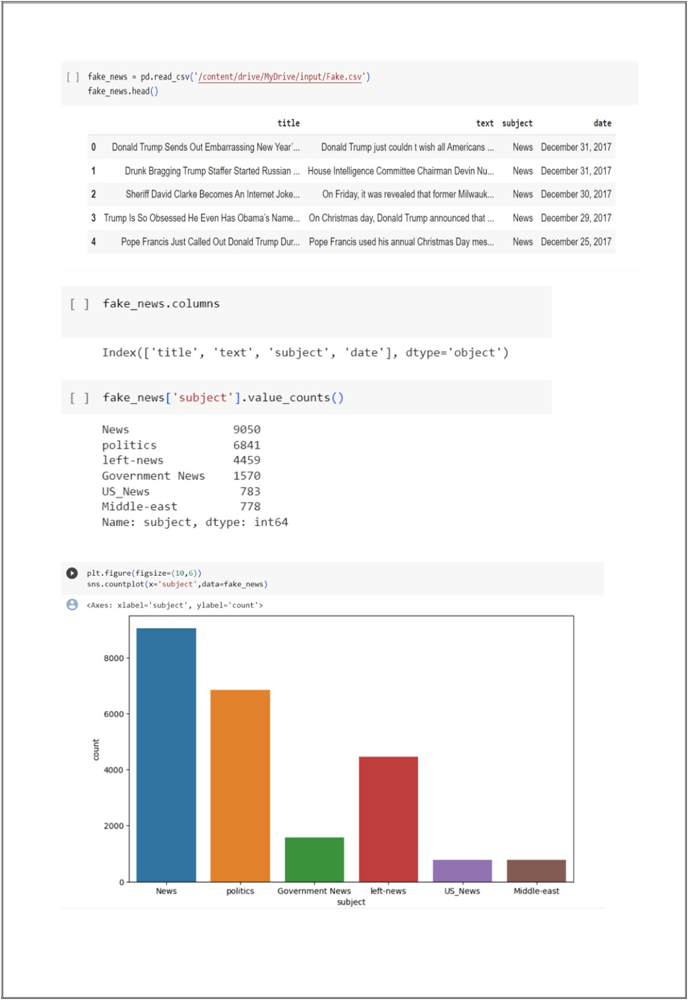 [ ] fake_news = pd.read_csv('/content/drive/MyDrive/input/Fake.csv')
fake_news.head()
title text subject date
0 Donald Trump Sends Out Embarrassing New Year’... Donald Trump just couldn t wish all Americans ... News December 31, 2017
1 Drunk Bragging Trump Staffer Started Russian ... House Intelligence Committee Chairman Devin Nu... News December 31, 2017
2 Sheriff David Clarke Becomes An Internet Joke... On Friday, it was revealed that former Milwauk... News December 30, 2017
3 Trump Is So Obsessed He Even Has Obama’s Name... On Christmas day, Donald Trump announced that ... News December 29, 2017
4 Pope Francis Just Called Out Donald Trump Dur... Pope Francis used his annual Christmas Day mes... News December 25, 2017
[ ] fake_news.columns
Index(['title', 'text', 'subject', 'date'], dtype='object')
[ ] fake_news['subject'].value_counts()
News 9050
politics 6841
left-news 4459
Government News 1570
US_News 783
Middle-east 778
Name: subject, dtype: int64
plt.figure(figsize=(10,6))
sns.countplot(x='subject',data=fake_news)
<Axes: xlabel='subject', ylabel='count'>
8000
6000
4000
2000
0
count
News politics Government News left-news US_News Middle-east
subject